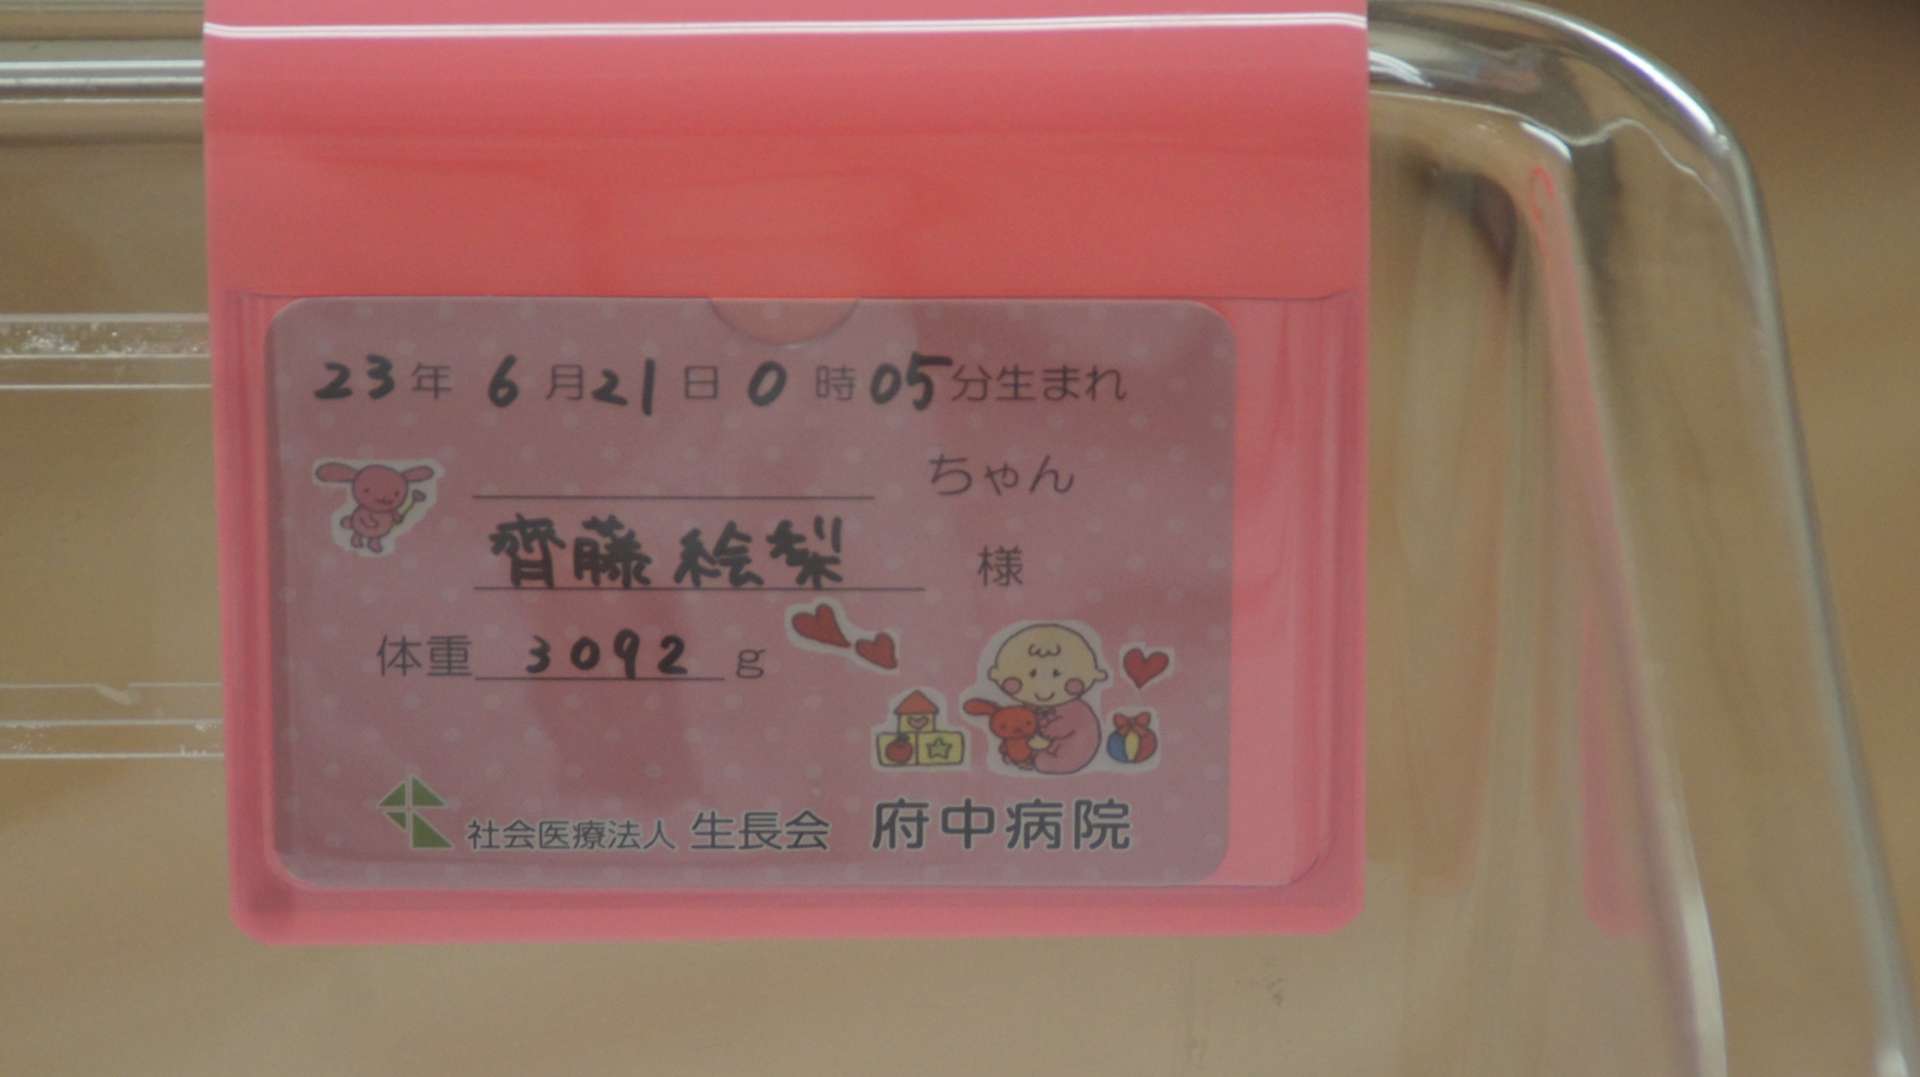 23年 6月21日 0時05分生まれ
ちゃん
齊藤 絵梨 様
体重 3092 g
社会医療法人 生長会 府中病院